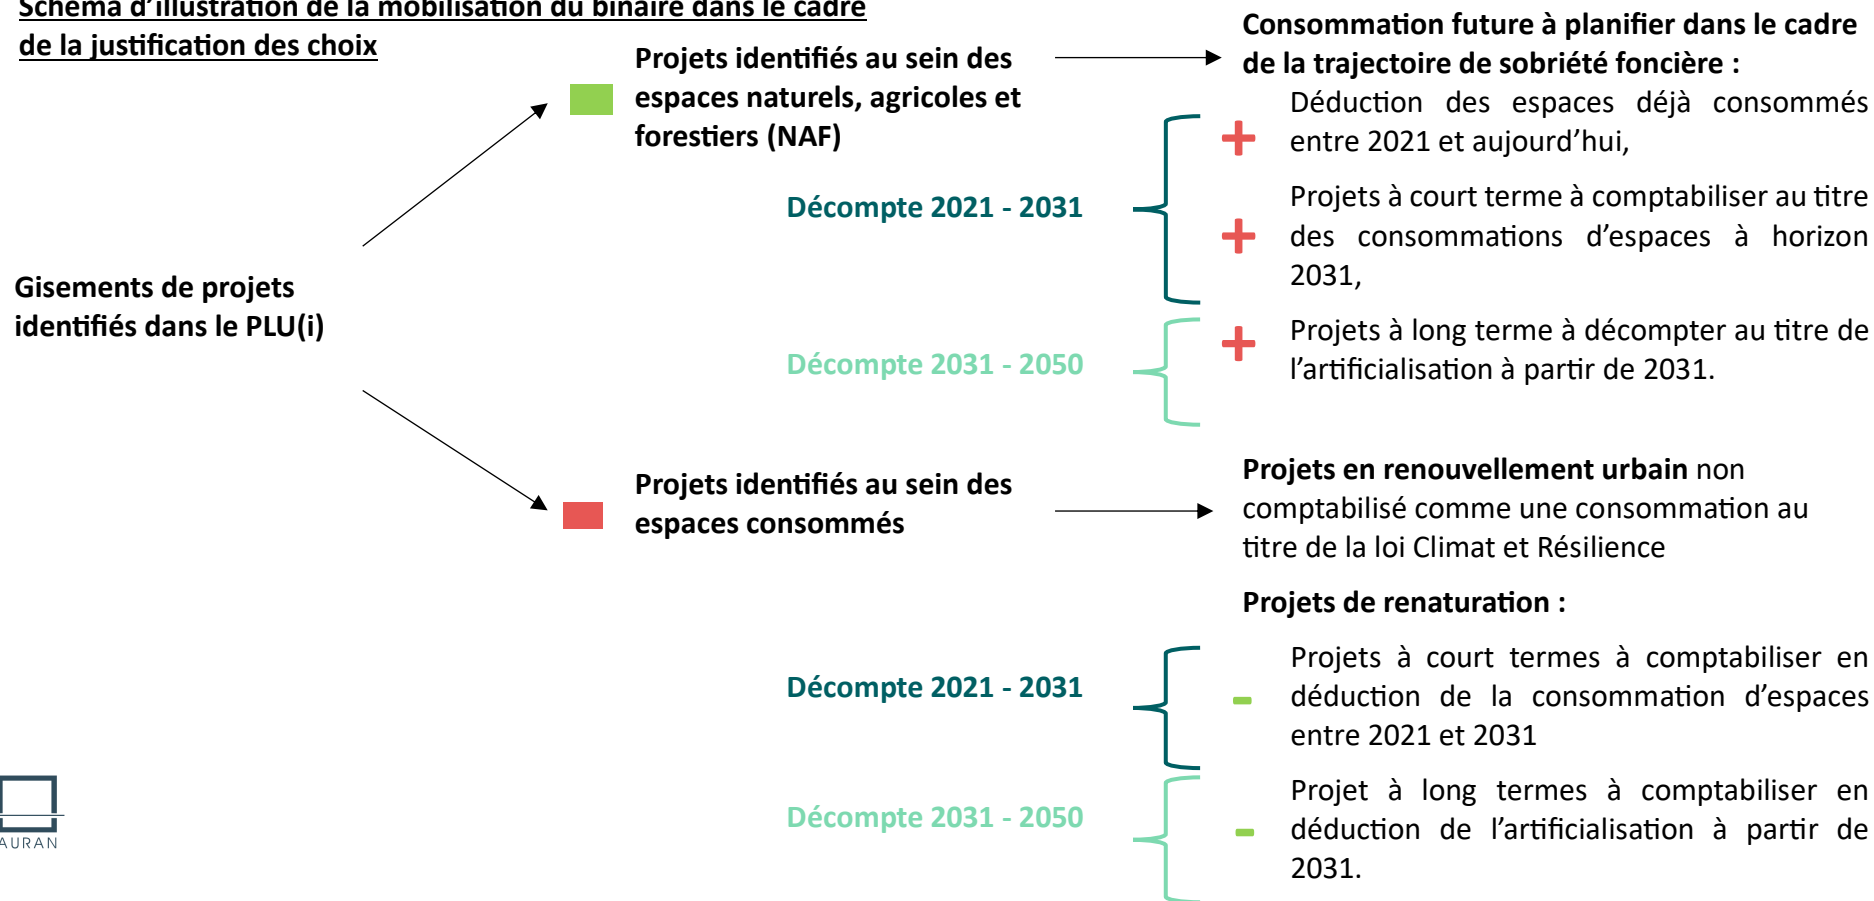 Schéma d’illustration de la mobilisation du binaire dans le cadre
de la justification des choix
Gisements de projets
identifiés dans le PLU(i)
Projets identifiés au sein des
espaces naturels, agricoles et
forestiers (NAF)
Consommation future à planifier dans le cadre
de la trajectoire de sobriété foncière :
Décompte 2021 - 2031
+ Déduction des espaces déjà consommés
entre 2021 et aujourd’hui,
+ Projets à court terme à comptabiliser au titre
des consommations d’espaces à horizon
2031,
Décompte 2031 - 2050
+ Projets à long terme à décompter au titre de
l’artificialisation à partir de 2031.
Projets identifiés au sein des
espaces consommés
Projets en renouvellement urbain non
comptabilisé comme une consommation au
titre de la loi Climat et Résilience
Projets de renaturation :
Décompte 2021 - 2031
- Projets à court termes à comptabiliser en
déduction de la consommation d’espaces
entre 2021 et 2031
Décompte 2031 - 2050
- Projet à long termes à comptabiliser en
déduction de l’artificialisation à partir de
2031.
AURAN